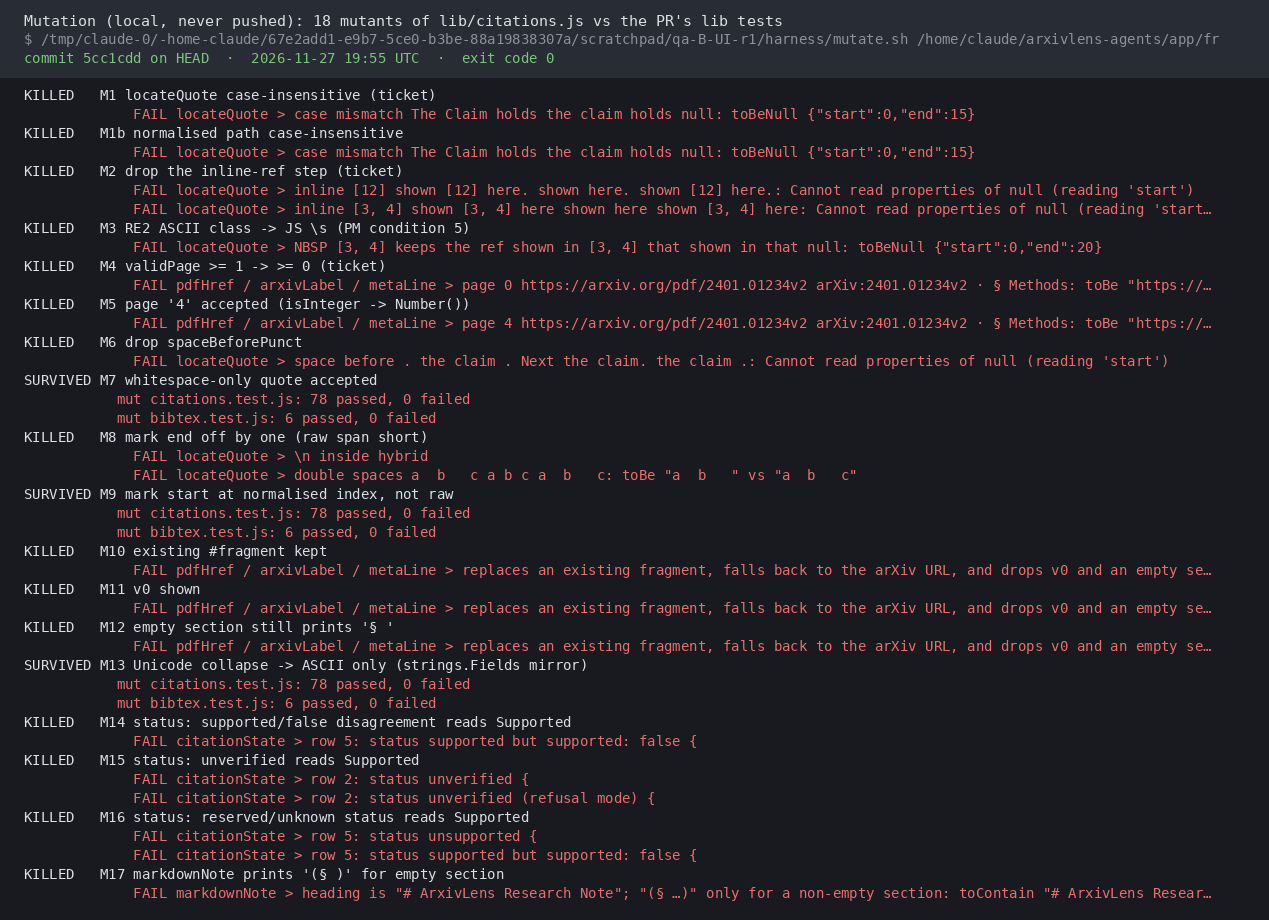 Mutation (local, never pushed): 18 mutants of lib/citations.js vs the PR's lib tests
$ /tmp/claude-0/-home-claude/67e2add1-e9b7-5ce0-b3be-88a19838307a/scratchpad/qa-B-UI-r1/harness/mutate.sh /home/claude/arxivlens-agents/app/fr
commit 5cc1cdd on HEAD · 2026-11-27 19:55 UTC · exit code 0
KILLED M1 locateQuote case-insensitive (ticket)
FAIL locateQuote > case mismatch The Claim holds the claim holds null: toBeNull {"start":0,"end":15}
KILLED M1b normalised path case-insensitive
FAIL locateQuote > case mismatch The Claim holds the claim holds null: toBeNull {"start":0,"end":15}
KILLED M2 drop the inline-ref step (ticket)
FAIL locateQuote > inline [12] shown [12] here. shown here. shown [12] here.: Cannot read properties of null (reading 'start')
FAIL locateQuote > inline [3, 4] shown [3, 4] here shown here shown [3, 4] here: Cannot read properties of null (reading 'start…
KILLED M3 RE2 ASCII class -> JS \s (PM condition 5)
FAIL locateQuote > NBSP [3, 4] keeps the ref shown in [3, 4] that shown in that null: toBeNull {"start":0,"end":20}
KILLED M4 validPage >= 1 -> >= 0 (ticket)
FAIL pdfHref / arxivLabel / metaLine > page 0 https://arxiv.org/pdf/2401.01234v2 arXiv:2401.01234v2 · § Methods: toBe "https://…
KILLED M5 page '4' accepted (isInteger -> Number())
FAIL pdfHref / arxivLabel / metaLine > page 4 https://arxiv.org/pdf/2401.01234v2 arXiv:2401.01234v2 · § Methods: toBe "https://…
KILLED M6 drop spaceBeforePunct
FAIL locateQuote > space before . the claim . Next the claim. the claim .: Cannot read properties of null (reading 'start')
SURVIVED M7 whitespace-only quote accepted
mut citations.test.js: 78 passed, 0 failed
mut bibtex.test.js: 6 passed, 0 failed
KILLED M8 mark end off by one (raw span short)
FAIL locateQuote > \n inside hybrid
FAIL locateQuote > double spaces a  b   c a b c a  b   c: toBe "a  b   " vs "a  b   c"
SURVIVED M9 mark start at normalised index, not raw
mut citations.test.js: 78 passed, 0 failed
mut bibtex.test.js: 6 passed, 0 failed
KILLED M10 existing #fragment kept
FAIL pdfHref / arxivLabel / metaLine > replaces an existing fragment, falls back to the arXiv URL, and drops v0 and an empty se…
KILLED M11 v0 shown
FAIL pdfHref / arxivLabel / metaLine > replaces an existing fragment, falls back to the arXiv URL, and drops v0 and an empty se…
KILLED M12 empty section still prints '§ '
FAIL pdfHref / arxivLabel / metaLine > replaces an existing fragment, falls back to the arXiv URL, and drops v0 and an empty se…
SURVIVED M13 Unicode collapse -> ASCII only (strings.Fields mirror)
mut citations.test.js: 78 passed, 0 failed
mut bibtex.test.js: 6 passed, 0 failed
KILLED M14 status: supported/false disagreement reads Supported
FAIL citationState > row 5: status supported but supported: false {
KILLED M15 status: unverified reads Supported
FAIL citationState > row 2: status unverified {
FAIL citationState > row 2: status unverified (refusal mode) {
KILLED M16 status: reserved/unknown status reads Supported
FAIL citationState > row 5: status unsupported {
FAIL citationState > row 5: status supported but supported: false {
KILLED M17 markdownNote prints '(§ )' for empty section
FAIL markdownNote > heading is "# ArxivLens Research Note"; "(§ …)" only for a non-empty section: toContain "# ArxivLens Resear…